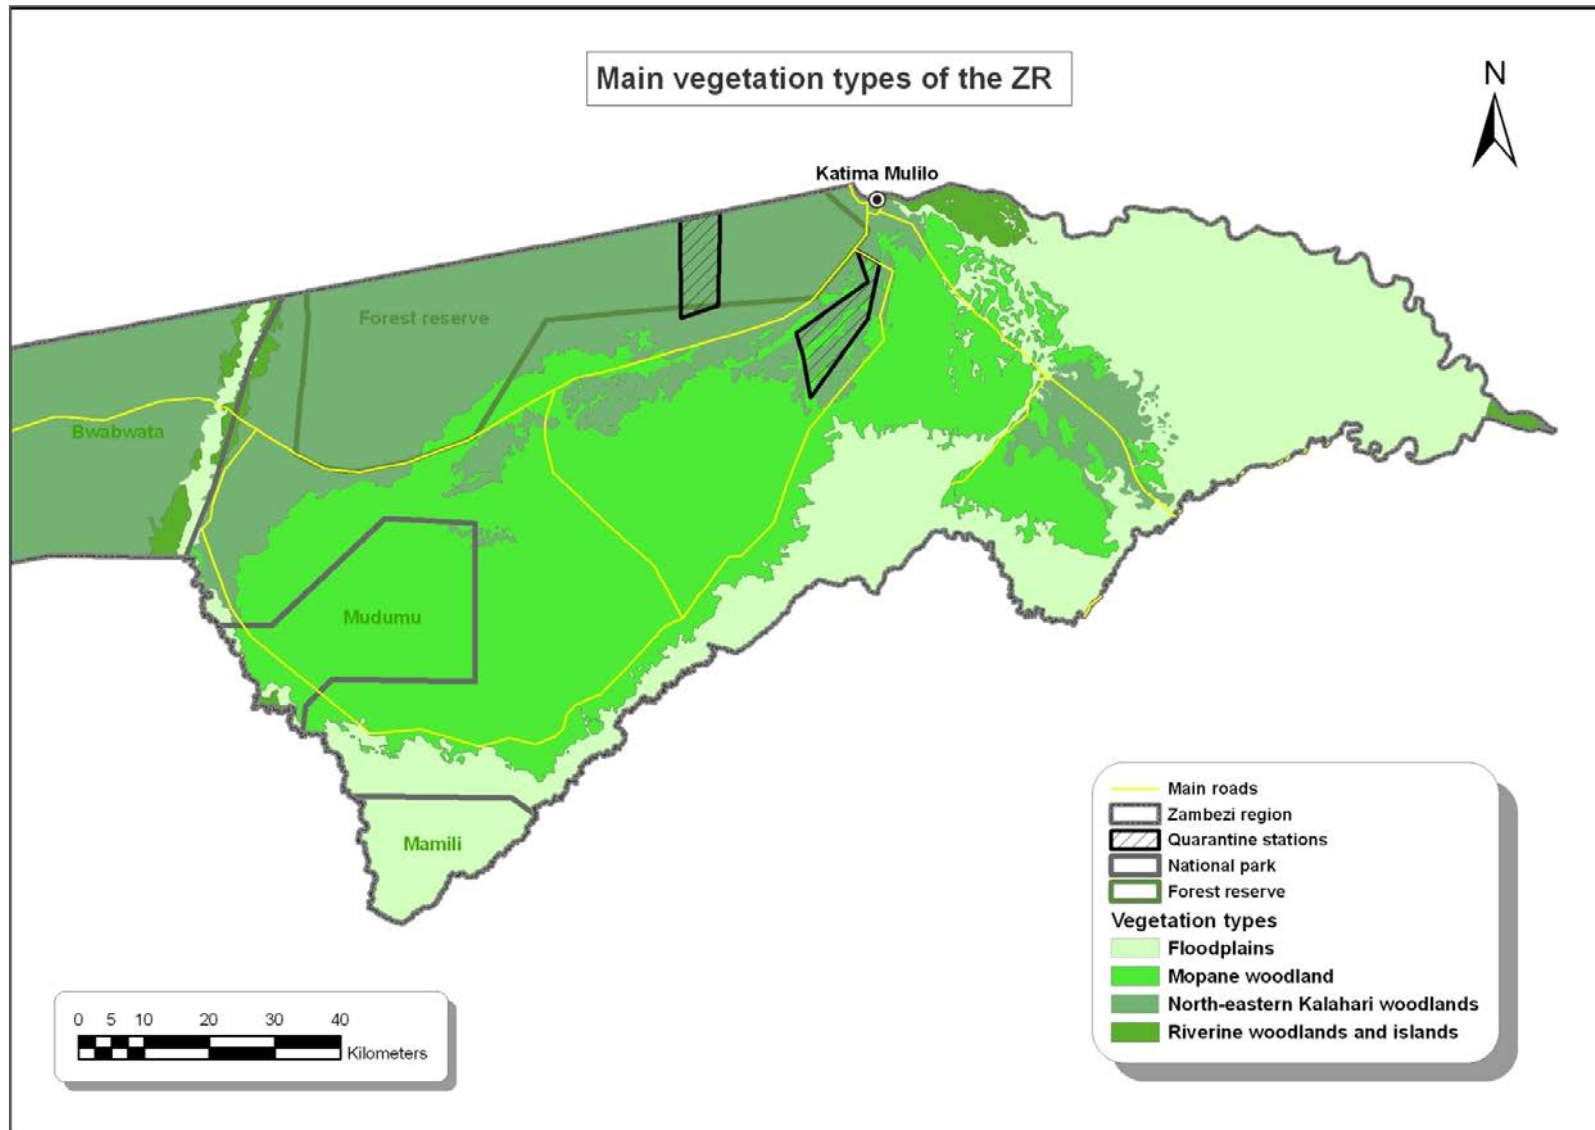 Main vegetation types of the ZR
N
Katima Mulilo
Forest reserve
Bwabwata
Mudumu
Mamili
Main roads
Zambezi region
Quarantine stations
National park
Forest reserve
Vegetation types
Floodplains
Mopane woodland
North-eastern Kalahari woodlands
Riverine woodlands and islands
0 5 10 20 30 40
Kilometers